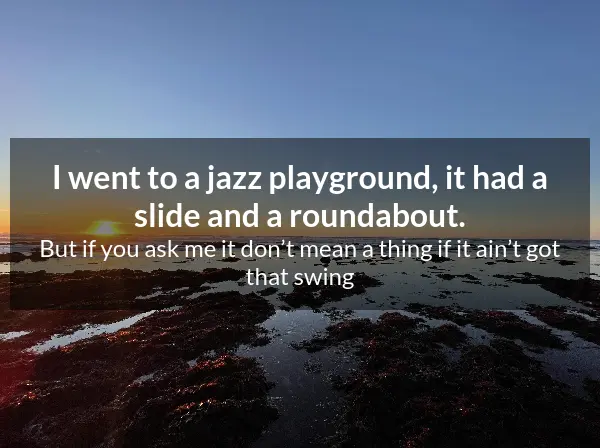 I went to a jazz playground, it had a
slide and a roundabout.
But if you ask me it don’t mean a thing if it ain’t got
that swing